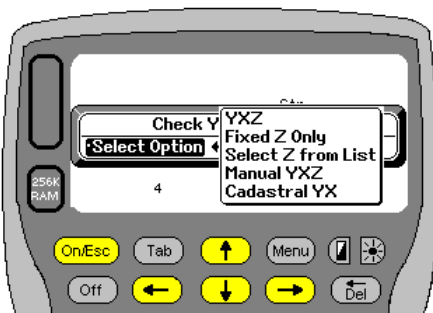 Check Y
·Select Option
YXZ
Fixed Z Only
Select Z from List
Manual YXZ
Cadastral YX
4
256K
RAM
On/Esc
Tab
Menu
Off
Del